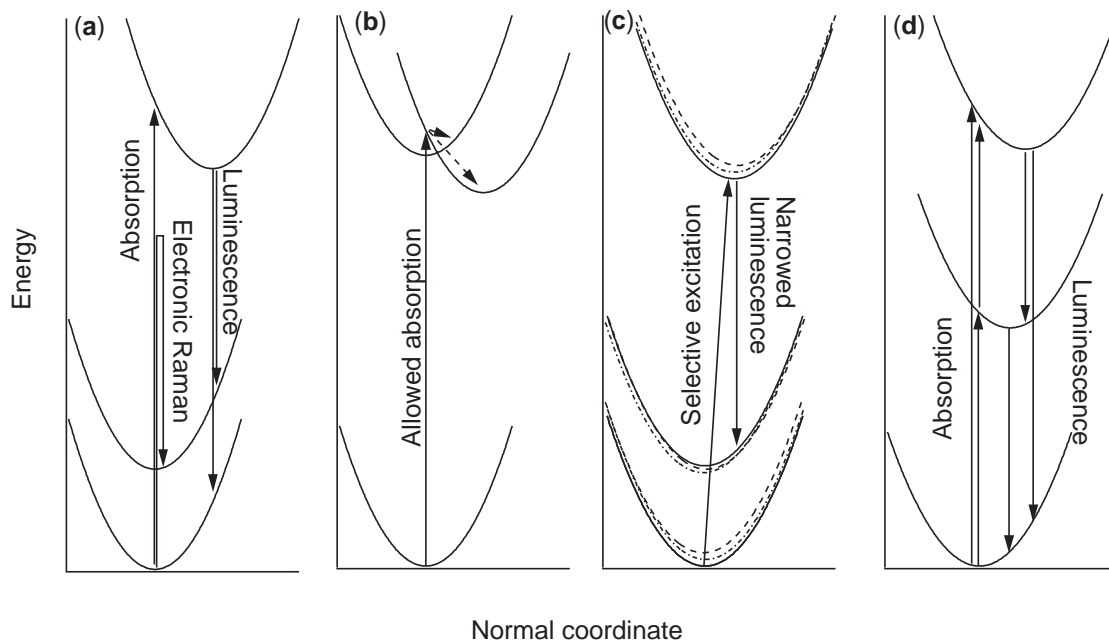 (a)
(b)
(c)
(d)
Energy
Absorption
Electronic Raman
Luminescence
Allowed absorption
Selective excitation
Narrowed
luminescence
Absorption
Luminescence
Normal coordinate